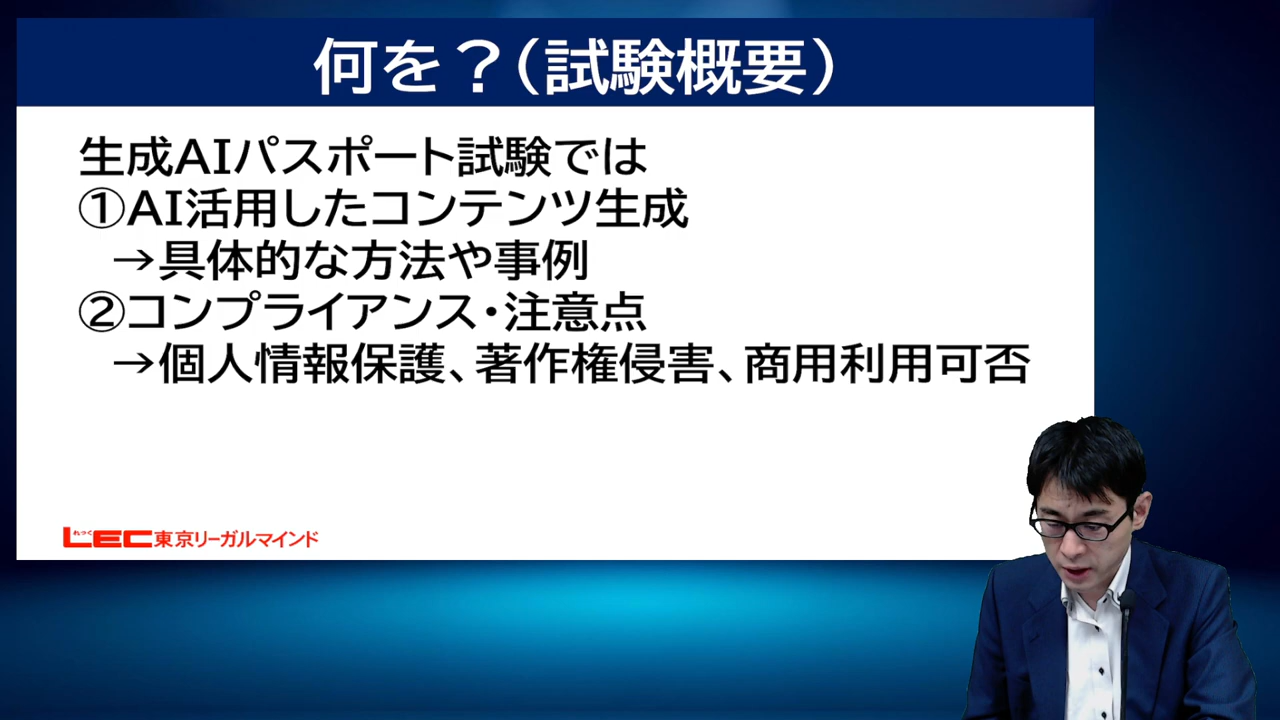 何を？（試験概要）
生成AIパスポート試験では
①AI活用したコンテンツ生成
→具体的な方法や事例
②コンプライアンス・注意点
→個人情報保護、著作権侵害、商用利用可否
れっく
LEC東京リーガルマインド